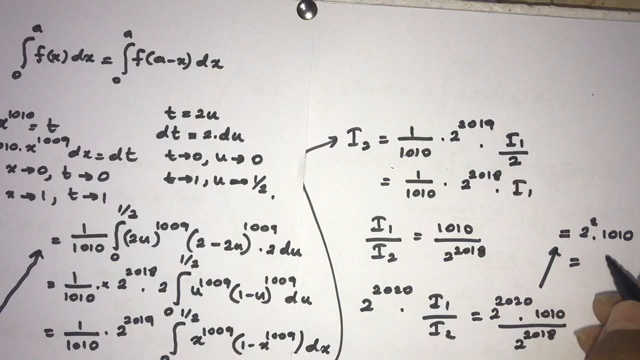 ∫₀ᵃ f(x) dx = ∫₀ᵃ f(a-x) dx
x¹⁰¹⁰ = t
1010. x¹⁰⁰⁹ dx = dt
x→0, t→0
x→1, t→1
t = 2u
dt = 2.du
t→0, u→0
t→1, u→½.
= 1/1010 ∫₀^{1/2} (2u)¹⁰⁰⁹ (2-2u)¹⁰⁰⁹ · 2 du
= 1/1010 × 2²⁰¹⁸ · 2 ∫₀^{1/2} u¹⁰⁰⁹ (1-u)¹⁰⁰⁹ du
= 1/1010 · 2²⁰¹⁹ ∫₀^{1/2} x¹⁰⁰⁹ (1-x¹⁰⁰⁹) dx
→ I₂ = 1/1010 · 2²⁰¹⁹ · I₁/2
= 1/1010 · 2²⁰¹⁸ · I₁
I₁/I₂ = 1010/2²⁰¹⁸
2²⁰²⁰ · I₁/I₂ = 2²⁰²⁰ · 1010/2²⁰¹⁸
= 2² · 1010
=